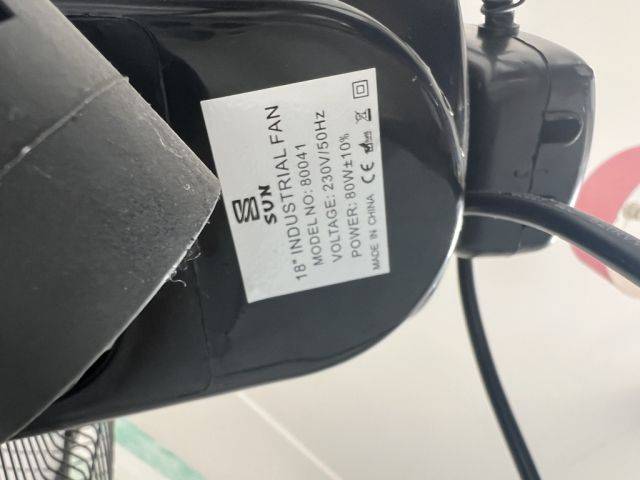 SUN
18" INDUSTRIAL FAN
MODEL NO: 80041
VOLTAGE: 230V/50Hz
POWER: 80W±10%
MADE IN CHINA CE